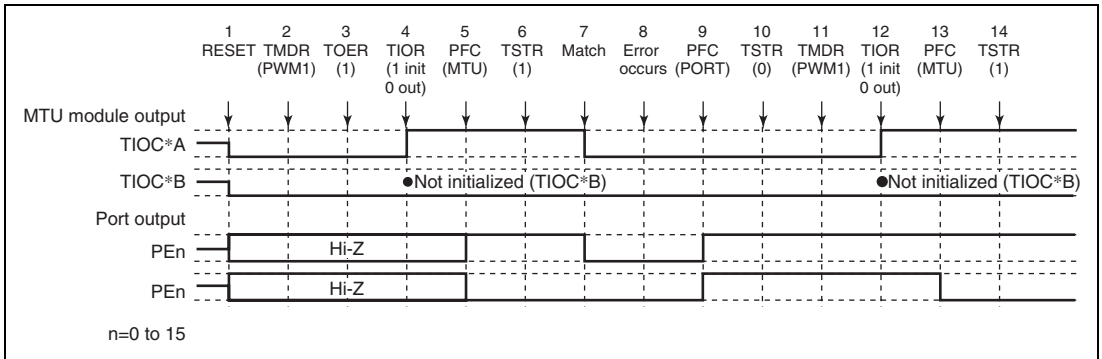 1 2 3 4 5 6 7 8 9 10 11 12 13 14
RESET TMDR TOER TIOR PFC TSTR Match Error PFC TSTR TMDR TIOR PFC TSTR
(PWM1) (1) (1 init (MTU) (1) occurs (PORT) (0) (PWM1) (1 init (MTU) (1)
0 out) 0 out)
MTU module output
TIOC*A
TIOC*B ●Not initialized (TIOC*B) ●Not initialized (TIOC*B)
Port output
PEn Hi-Z
PEn Hi-Z
n=0 to 15